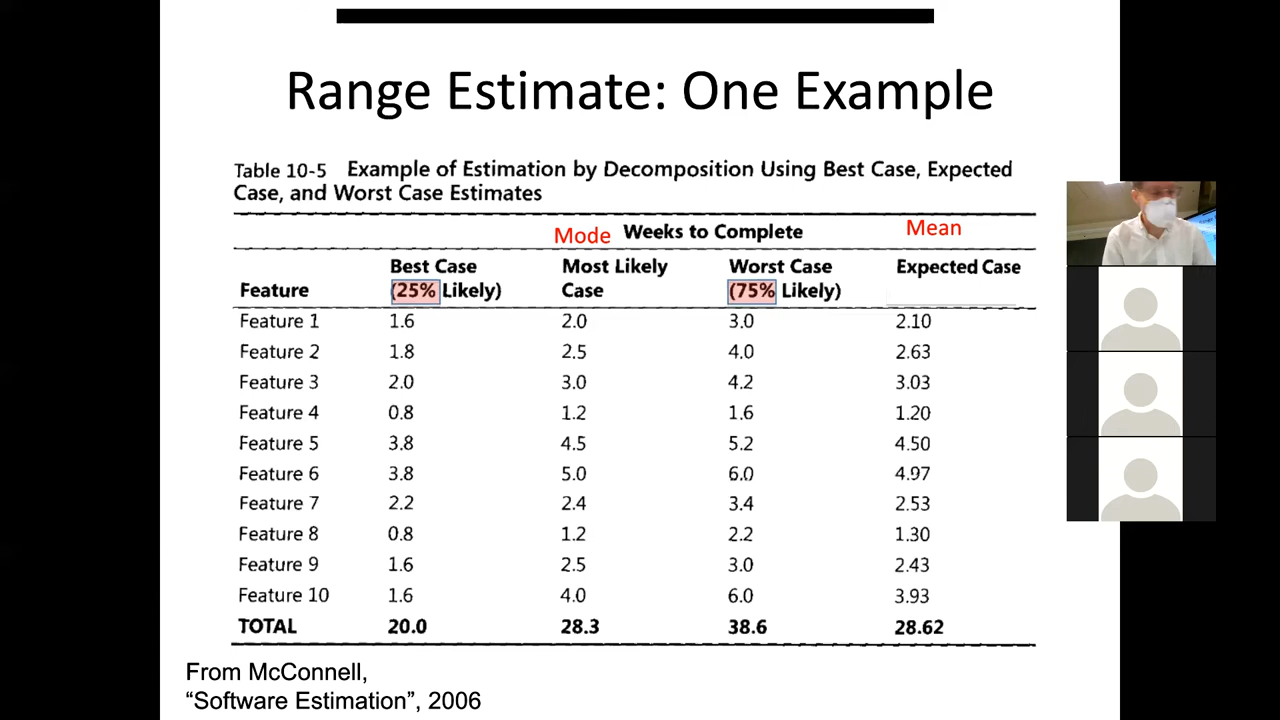 Range Estimate: One Example
Table 10-5 Example of Estimation by Decomposition Using Best Case, Expected
Case, and Worst Case Estimates
Mode Weeks to Complete Mean
Best Case Most Likely Worst Case Expected Case
Feature (25% Likely) Case (75% Likely)
Feature 1 1.6 2.0 3.0 2.10
Feature 2 1.8 2.5 4.0 2.63
Feature 3 2.0 3.0 4.2 3.03
Feature 4 0.8 1.2 1.6 1.20
Feature 5 3.8 4.5 5.2 4.50
Feature 6 3.8 5.0 6.0 4.97
Feature 7 2.2 2.4 3.4 2.53
Feature 8 0.8 1.2 2.2 1.30
Feature 9 1.6 2.5 3.0 2.43
Feature 10 1.6 4.0 6.0 3.93
TOTAL 20.0 28.3 38.6 28.62
From McConnell,
“Software Estimation”, 2006